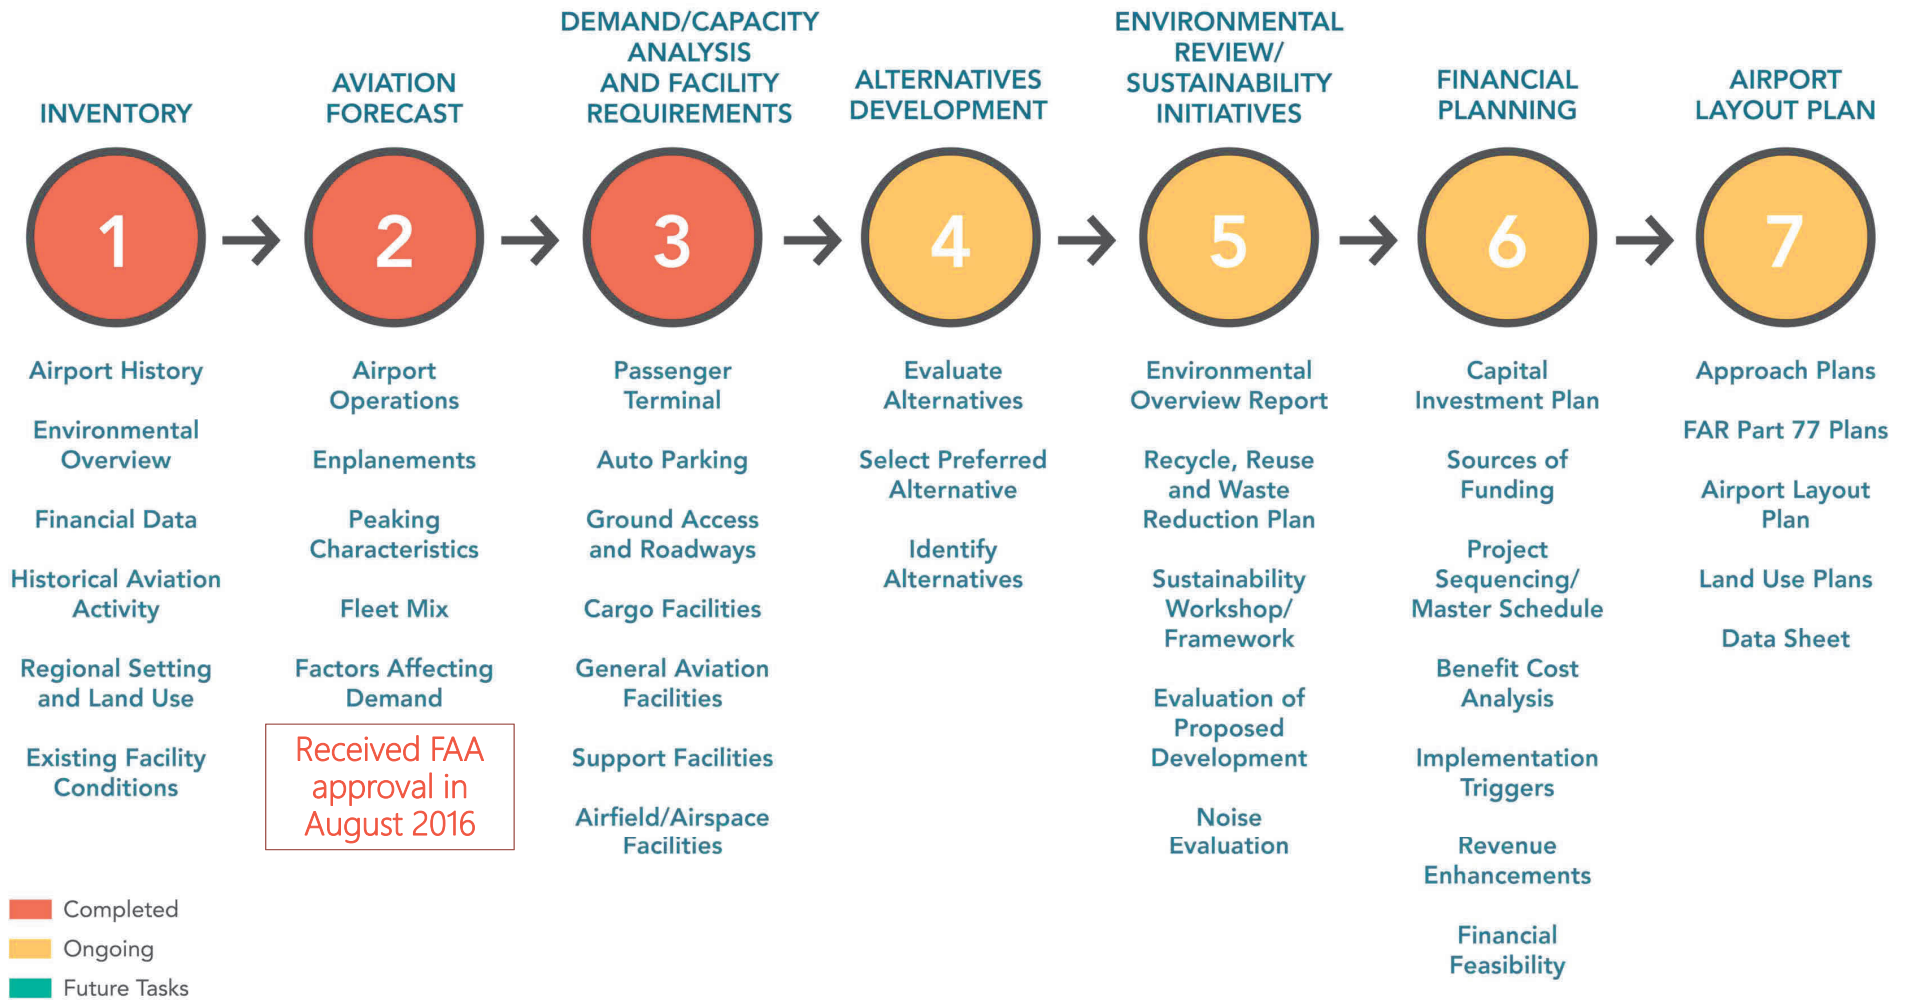 INVENTORY
AVIATION
FORECAST
DEMAND/CAPACITY
ANALYSIS
AND FACILITY
REQUIREMENTS
ALTERNATIVES
DEVELOPMENT
ENVIRONMENTAL
REVIEW/
SUSTAINABILITY
INITIATIVES
FINANCIAL
PLANNING
AIRPORT
LAYOUT PLAN
1
2
3
4
5
6
7
Airport History
Environmental
Overview
Financial Data
Historical Aviation
Activity
Regional Setting
and Land Use
Existing Facility
Conditions
Airport
Operations
Enplanements
Peaking
Characteristics
Fleet Mix
Factors Affecting
Demand
Received FAA
approval in
August 2016
Passenger
Terminal
Auto Parking
Ground Access
and Roadways
Cargo Facilities
General Aviation
Facilities
Support Facilities
Airfield/Airspace
Facilities
Evaluate
Alternatives
Select Preferred
Alternative
Identify
Alternatives
Environmental
Overview Report
Recycle, Reuse
and Waste
Reduction Plan
Sustainability
Workshop/
Framework
Evaluation of
Proposed
Development
Noise
Evaluation
Capital
Investment Plan
Sources of
Funding
Project
Sequencing/
Master Schedule
Benefit Cost
Analysis
Implementation
Triggers
Revenue
Enhancements
Financial
Feasibility
Approach Plans
FAR Part 77 Plans
Airport Layout
Plan
Land Use Plans
Data Sheet
Completed
Ongoing
Future Tasks